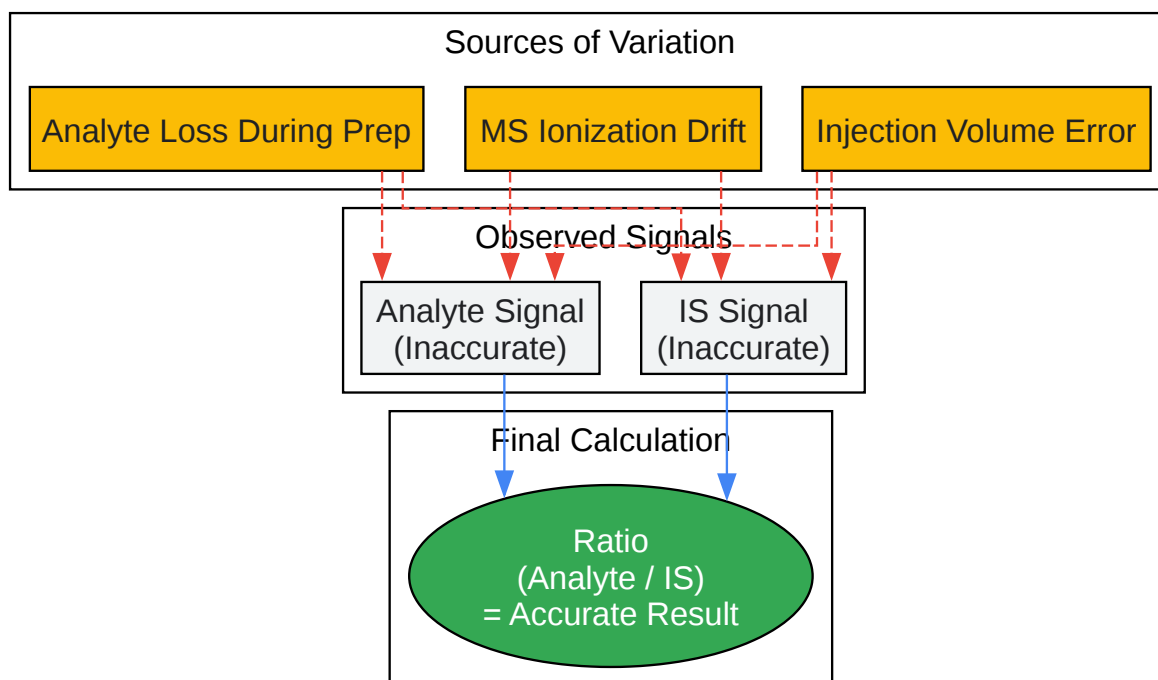 Sources of Variation
Analyte Loss During Prep
MS Ionization Drift
Injection Volume Error
Observed Signals
Analyte Signal
(Inaccurate)
IS Signal
(Inaccurate)
Final Calculation
Ratio
(Analyte / IS)
= Accurate Result